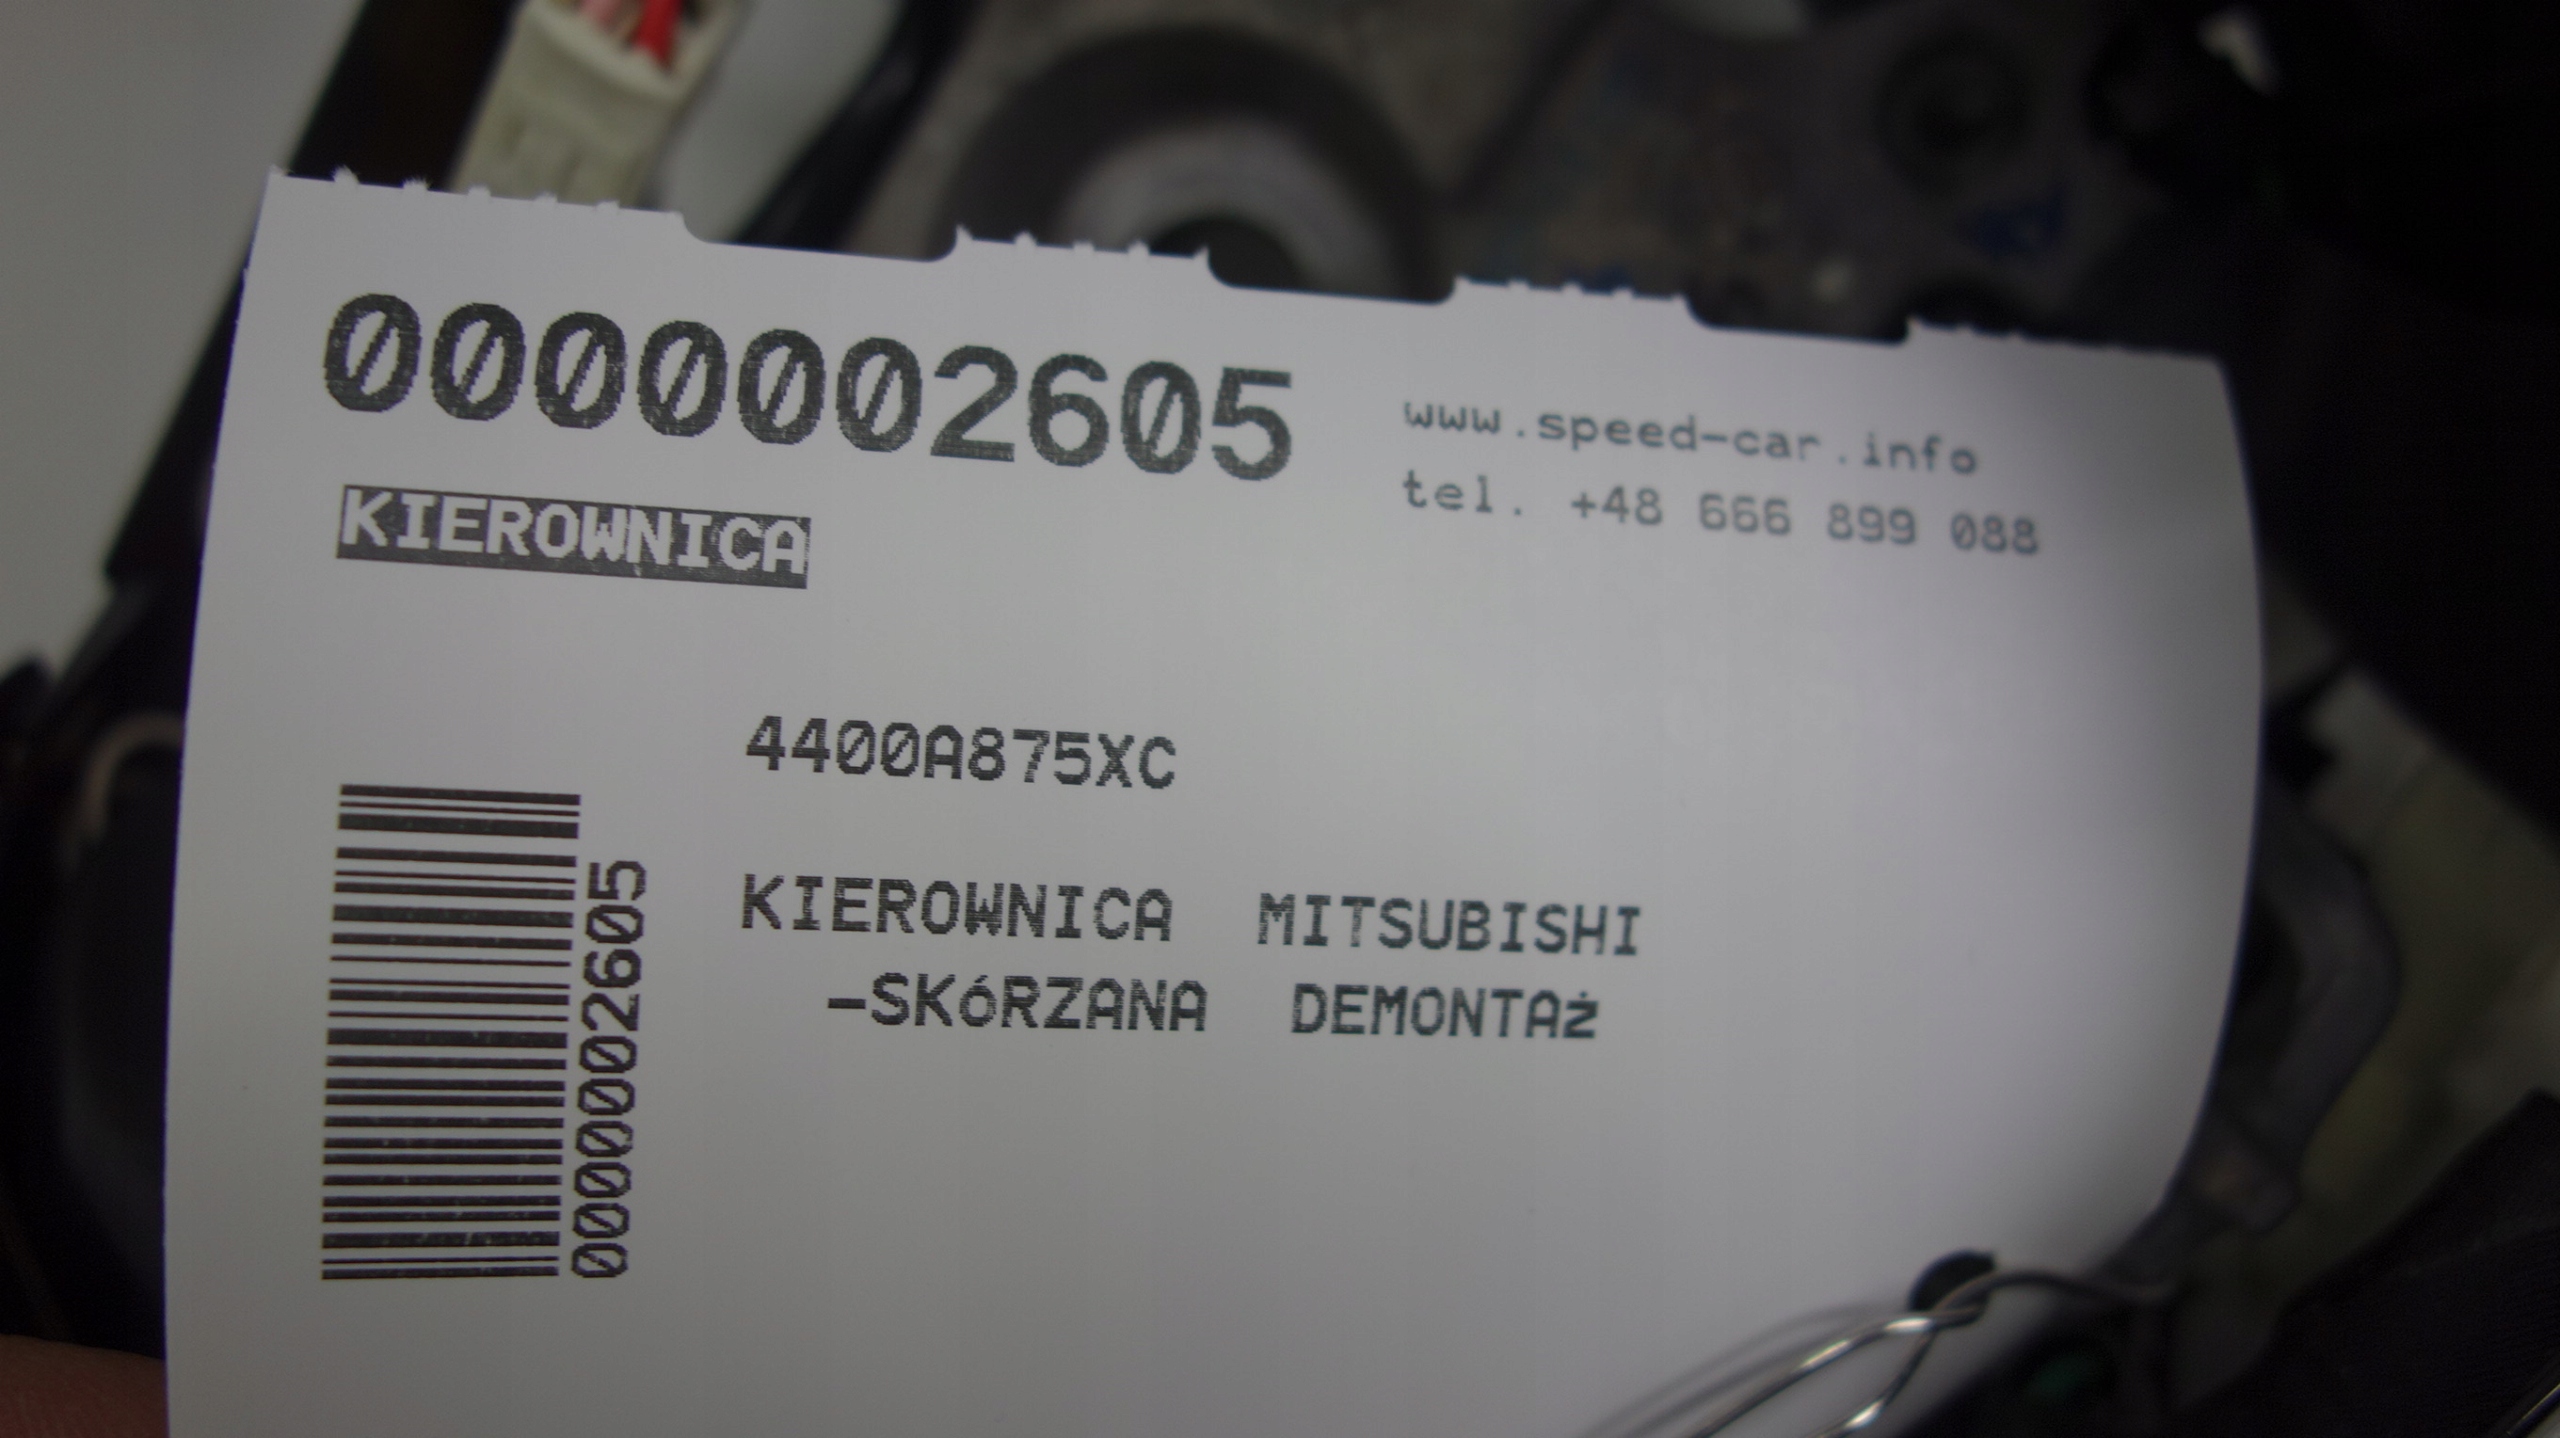 0000002605
www.speed-car.info
tel. +48 666 899 088
KIEROWNICA
4400A875XC
KIEROWNICA MITSUBISHI
-SKóRZANA DEMONTAż
0000002605